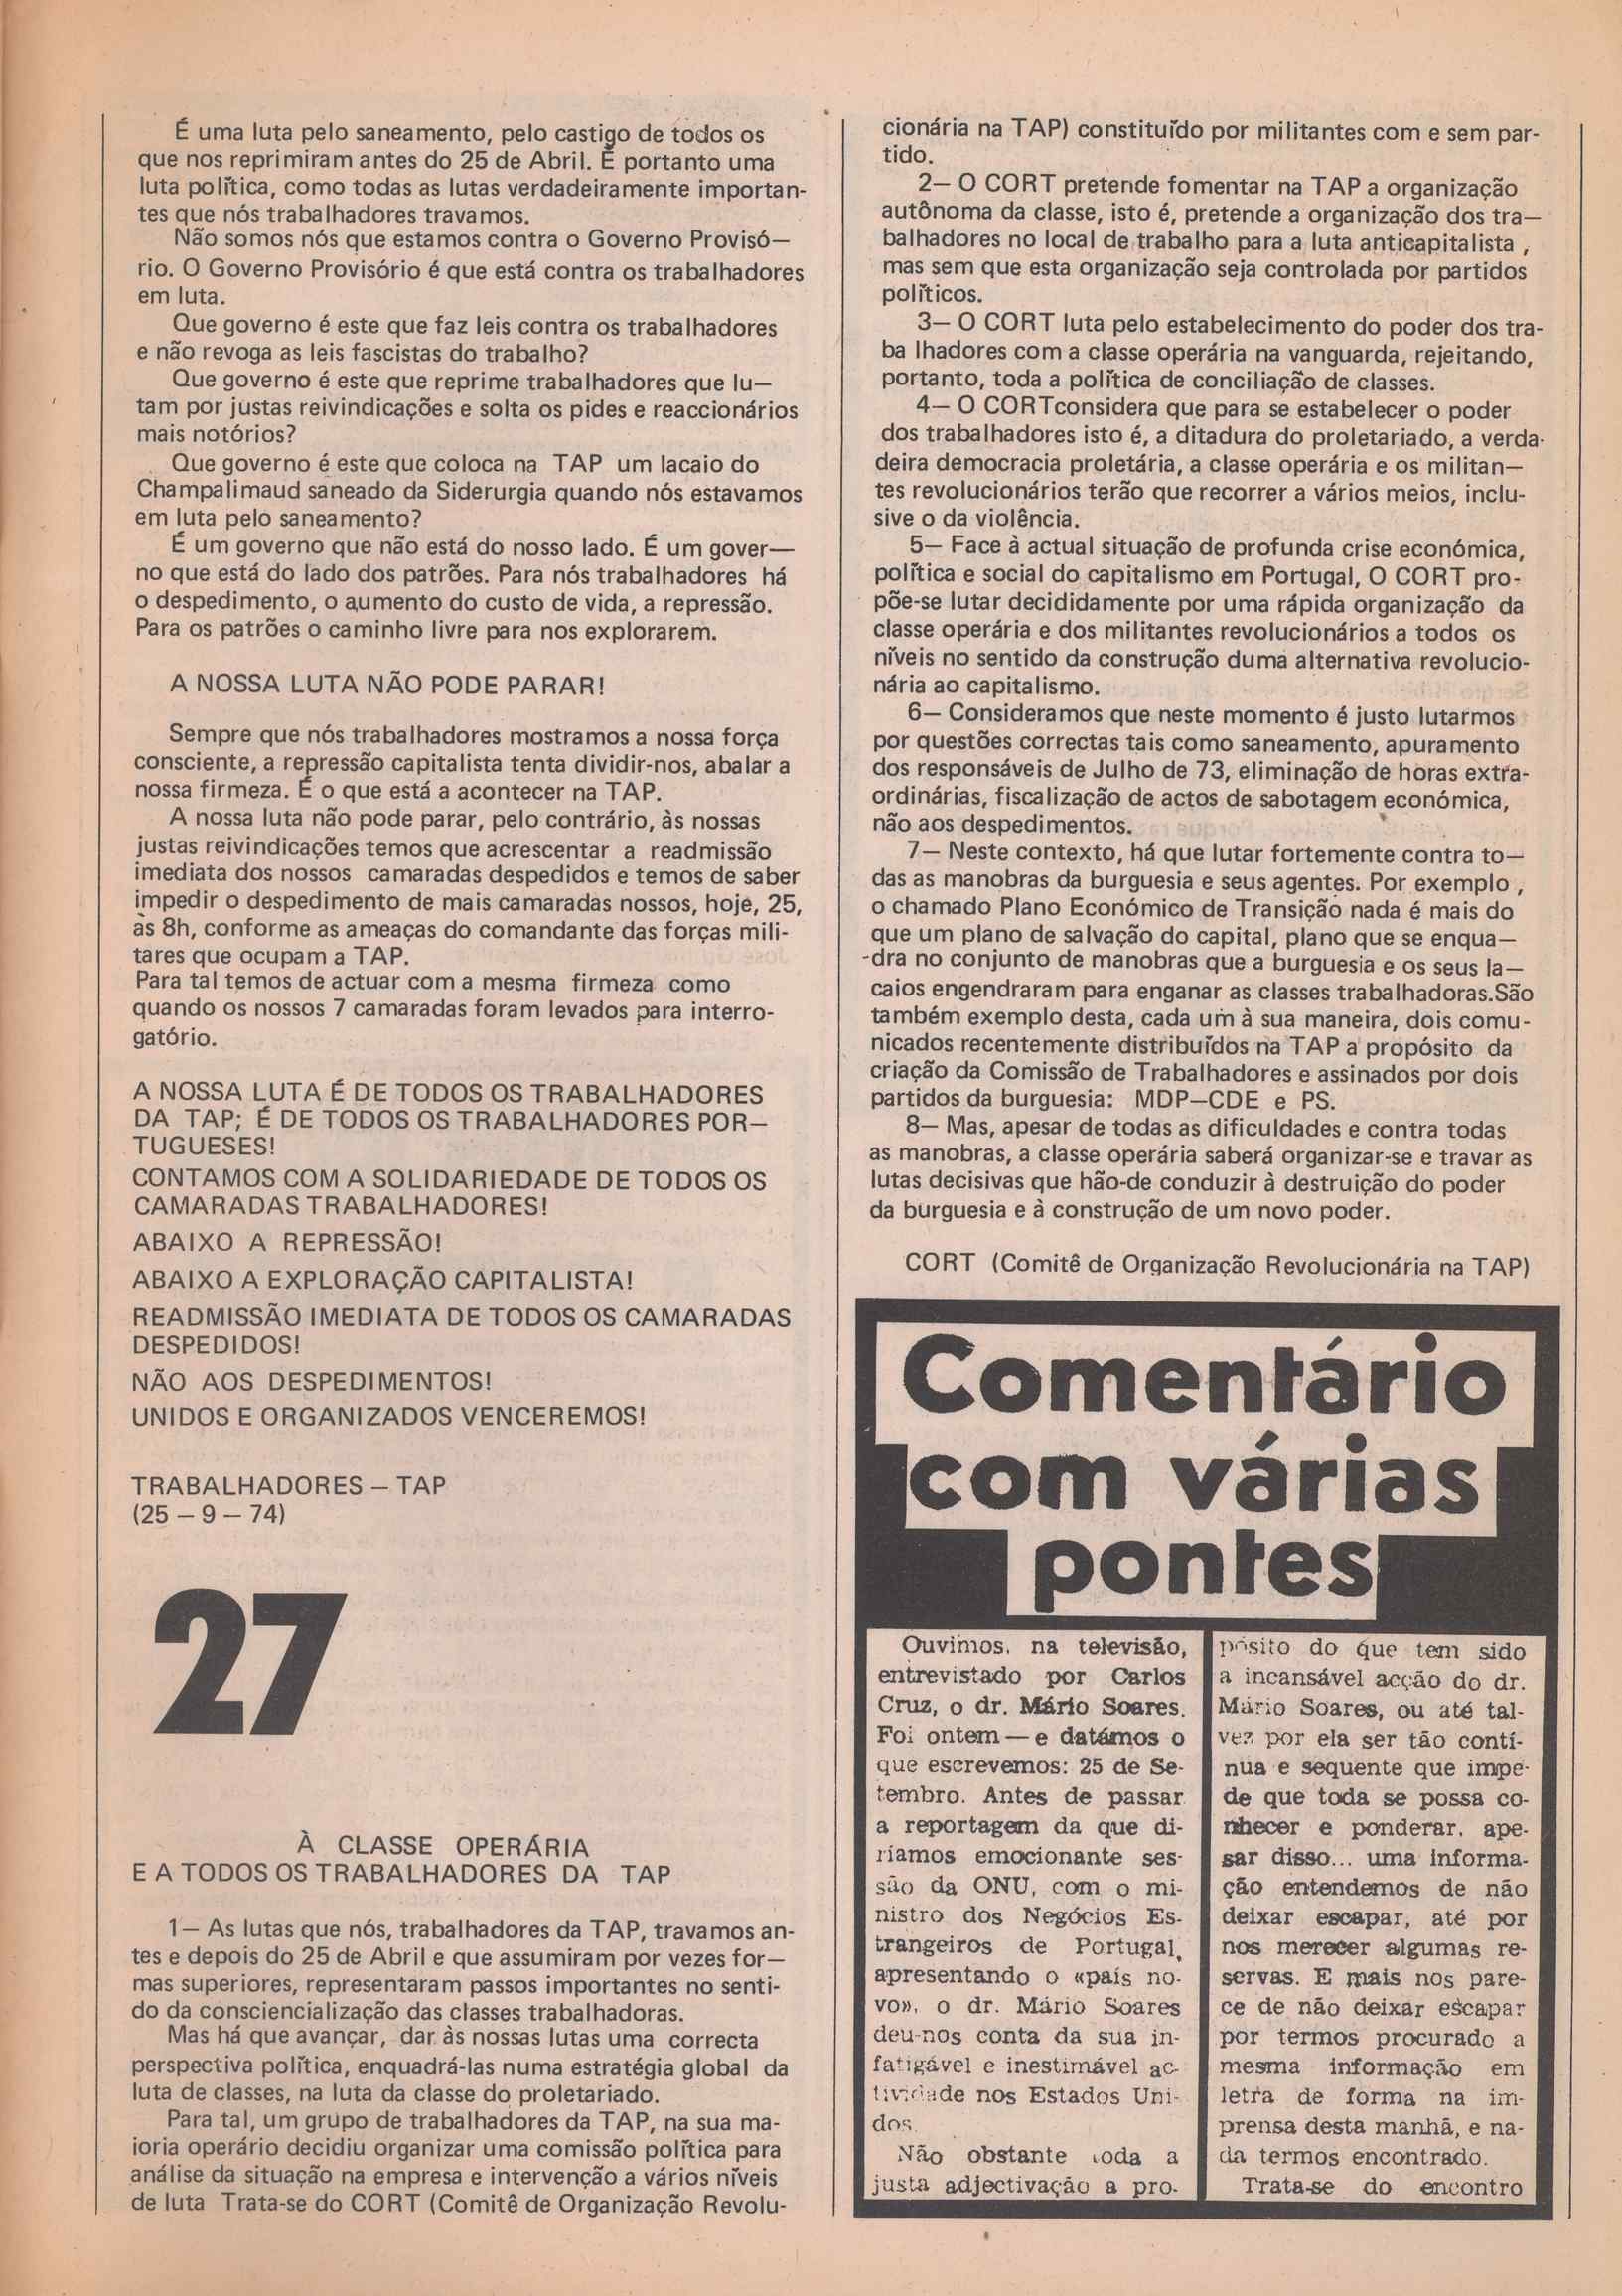 É uma luta pelo saneamento, pelo castigo de todos os
que nos reprimiram antes do 25 de Abril. É portanto uma
luta política, como todas as lutas verdadeiramente importan-
tes que nós trabalhadores travamos.
Não somos nós que estamos contra o Governo Provisó—
rio. O Governo Provisório é que está contra os trabalhadores
em luta.
Que governo é este que faz leis contra os trabalhadores
e não revoga as leis fascistas do trabalho?
Que governo é este que reprime trabalhadores que lu—
tam por justas reivindicações e solta os pides e reaccionários
mais notórios?
Que governo é este que coloca na TAP um lacaio do
Champalimaud saneado da Siderurgia quando nós estavamos
em luta pelo saneamento?
É um governo que não está do nosso lado. É um gover—
no que está do lado dos patrões. Para nós trabalhadores há
o despedimento, o aumento do custo de vida, a repressão.
Para os patrões o caminho livre para nos explorarem.
A NOSSA LUTA NÃO PODE PARAR!
Sempre que nós trabalhadores mostramos a nossa força
consciente, a repressão capitalista tenta dividir-nos, abalar a
nossa firmeza. É o que está a acontecer na TAP.
A nossa luta não pode parar, pelo contrário, às nossas
justas reivindicações temos que acrescentar a readmissão
imediata dos nossos camaradas despedidos e temos de saber
impedir o despedimento de mais camaradas nossos, hoje, 25,
às 8h, conforme as ameaças do comandante das forças mili-
tares que ocupam a TAP.
Para tal temos de actuar com a mesma firmeza como
quando os nossos 7 camaradas foram levados para interro-
gatório.
A NOSSA LUTA É DE TODOS OS TRABALHADORES
DA TAP; É DE TODOS OS TRABALHADORES POR—
TUGUESES!
CONTAMOS COM A SOLIDARIEDADE DE TODOS OS
CAMARADAS TRABALHADORES!
ABAIXO A REPRESSÃO!
ABAIXO A EXPLORAÇÃO CAPITALISTA!
READMISSÃO IMEDIATA DE TODOS OS CAMARADAS
DESPEDIDOS!
NÃO AOS DESPEDIMENTOS!
UNIDOS E ORGANIZADOS VENCEREMOS!
TRABALHADORES — TAP
(25 — 9 — 74)
27
À CLASSE OPERÁRIA
E A TODOS OS TRABALHADORES DA TAP
1— As lutas que nós, trabalhadores da TAP, travamos an-
tes e depois do 25 de Abril e que assumiram por vezes for—
mas superiores, representaram passos importantes no senti-
do da consciencialização das classes trabalhadoras.
Mas há que avançar, dar às nossas lutas uma correcta
perspectiva política, enquadrá-las numa estratégia global da
luta de classes, na luta da classe do proletariado.
Para tal, um grupo de trabalhadores da TAP, na sua ma-
ioria operário decidiu organizar uma comissão política para
análise da situação na empresa e intervenção a vários níveis
de luta Trata-se do CORT (Comitê de Organização Revolu-
cionária na TAP) constituído por militantes com e sem par-
tido.
2— O CORT pretende fomentar na TAP a organização
autônoma da classe, isto é, pretende a organização dos tra—
balhadores no local de trabalho para a luta anticapitalista ,
mas sem que esta organização seja controlada por partidos
políticos.
3— O CORT luta pelo estabelecimento do poder dos tra-
ba lhadores com a classe operária na vanguarda, rejeitando,
portanto, toda a política de conciliação de classes.
4— O CORTconsidera que para se estabelecer o poder
dos trabalhadores isto é, a ditadura do proletariado, a verda-
deira democracia proletária, a classe operária e os militan—
tes revolucionários terão que recorrer a vários meios, inclu-
sive o da violência.
5— Face à actual situação de profunda crise económica,
política e social do capitalismo em Portugal, O CORT pro-
põe-se lutar decididamente por uma rápida organização da
classe operária e dos militantes revolucionários a todos os
níveis no sentido da construção duma alternativa revolucio-
nária ao capitalismo.
6— Consideramos que neste momento é justo lutarmos
por questões correctas tais como saneamento, apuramento
dos responsáveis de Julho de 73, eliminação de horas extra-
ordinárias, fiscalização de actos de sabotagem económica,
não aos despedimentos.
7— Neste contexto, há que lutar fortemente contra to—
das as manobras da burguesia e seus agentes. Por exemplo ,
o chamado Plano Económico de Transição nada é mais do
que um plano de salvação do capital, plano que se enqua—
-dra no conjunto de manobras que a burguesia e os seus la—
caios engendraram para enganar as classes trabalhadoras.São
também exemplo desta, cada um à sua maneira, dois comu-
nicados recentemente distribuídos na TAP a propósito da
criação da Comissão de Trabalhadores e assinados por dois
partidos da burguesia: MDP—CDE e PS.
8— Mas, apesar de todas as dificuldades e contra todas
as manobras, a classe operária saberá organizar-se e travar as
lutas decisivas que hão-de conduzir à destruição do poder
da burguesia e à construção de um novo poder.
CORT (Comitê de Organização Revolucionária na TAP)
Comentário
com várias
pontes
Ouvimos, na televisão,
entrevistado por Carlos
Cruz, o dr. Mário Soares.
Foi ontem — e datámos o
que escrevemos: 25 de Se-
tembro. Antes de passar
a reportagem da que di-
ríamos emocionante ses-
são da ONU, com o mi-
nistro dos Negócios Es-
trangeiros de Portugal,
apresentando o «país no-
vo», o dr. Mário Soares
deu-nos conta da sua in-
fatigável e inestimável ac-
tividade nos Estados Uni-
dos.
Não obstante toda a
justa adjectivação a pro-
pósito do que tem sido
a incansável acção do dr.
Mário Soares, ou até tal-
vez por ela ser tão contí-
nua e sequente que impe-
de que toda se possa co-
nhecer e ponderar, ape-
sar disso... uma informa-
ção entendemos de não
deixar escapar, até por
nos merecer algumas re-
servas. E mais nos pare-
ce de não deixar escapar
por termos procurado a
mesma informação em
letra de forma na im-
prensa desta manhã, e na-
da termos encontrado.
Trata-se do encontro